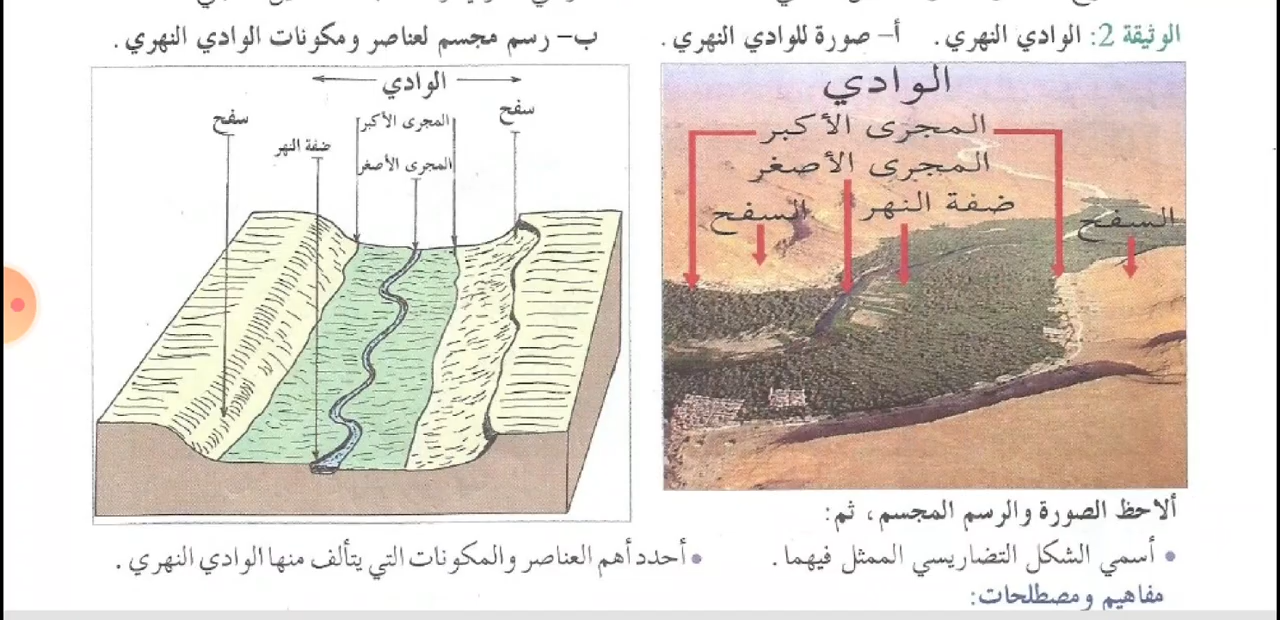 الوثيقة 2: الوادي النهري. أ- صورة للوادي النهري.
ب- رسم مجسم لعناصر ومكونات الوادي النهري.
الوادي
المجرى الأكبر
المجرى الأصغر
ضفة النهر
السفح
السفح
الوادي
سفح
المجرى الأكبر
سفح
ضفة النهر
المجرى الأصغر
ألاحظ الصورة والرسم المجسم، ثم:
• أسمي الشكل التضاريسي الممثل فيهما.
• أحدد أهم العناصر والمكونات التي يتألف منها الوادي النهري.
مفاهيم ومصطلحات: